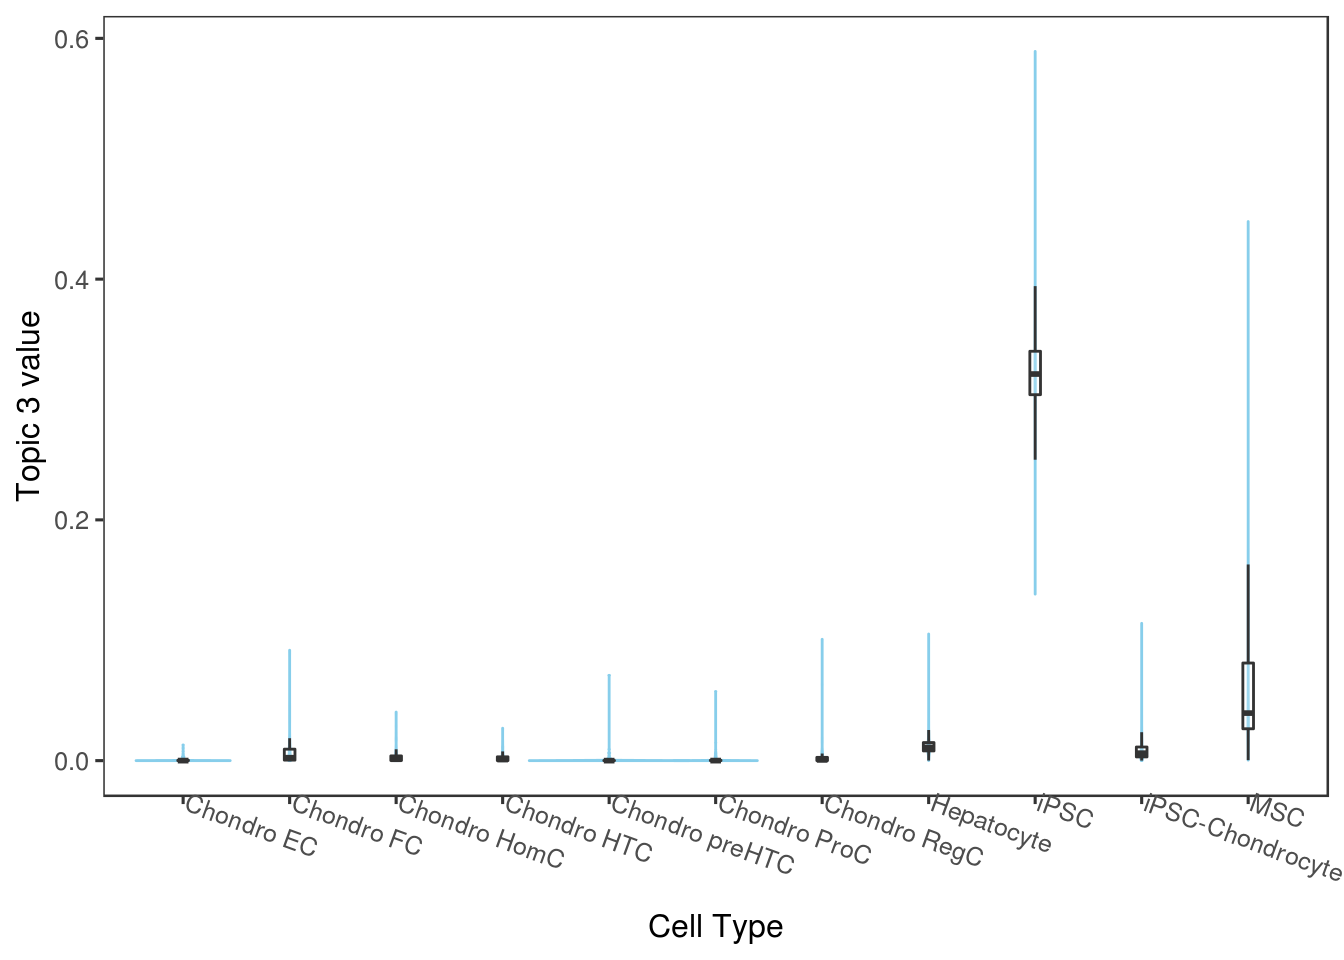 0.6
0.4
0.2
0.0
Topic 3 value
Chondro EC
Chondro FC
Chondro HomC
Chondro HTC
Chondro preHTC
Chondro ProC
Chondro RegC
Hepatocyte
iPSC
iPSC-Chondrocyte
MSC
Cell Type